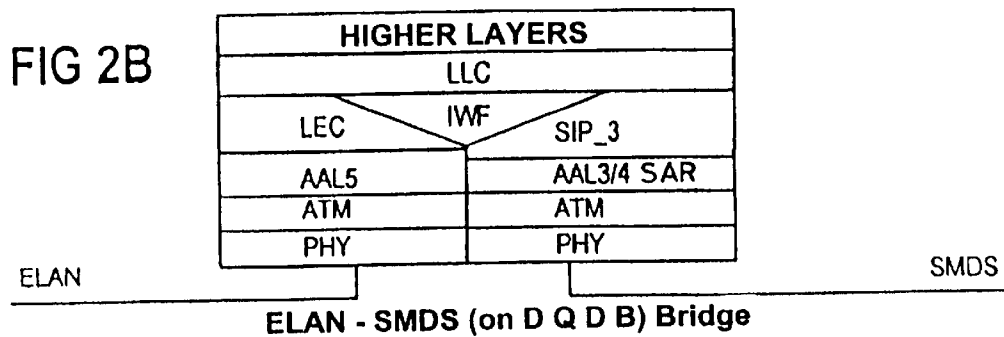 FIG 2B
HIGHER LAYERS
LLC
IWF
LEC
SIP_3
AAL5
AAL3/4 SAR
ATM
ATM
PHY
PHY
ELAN
SMDS
ELAN - SMDS (on D Q D B) Bridge